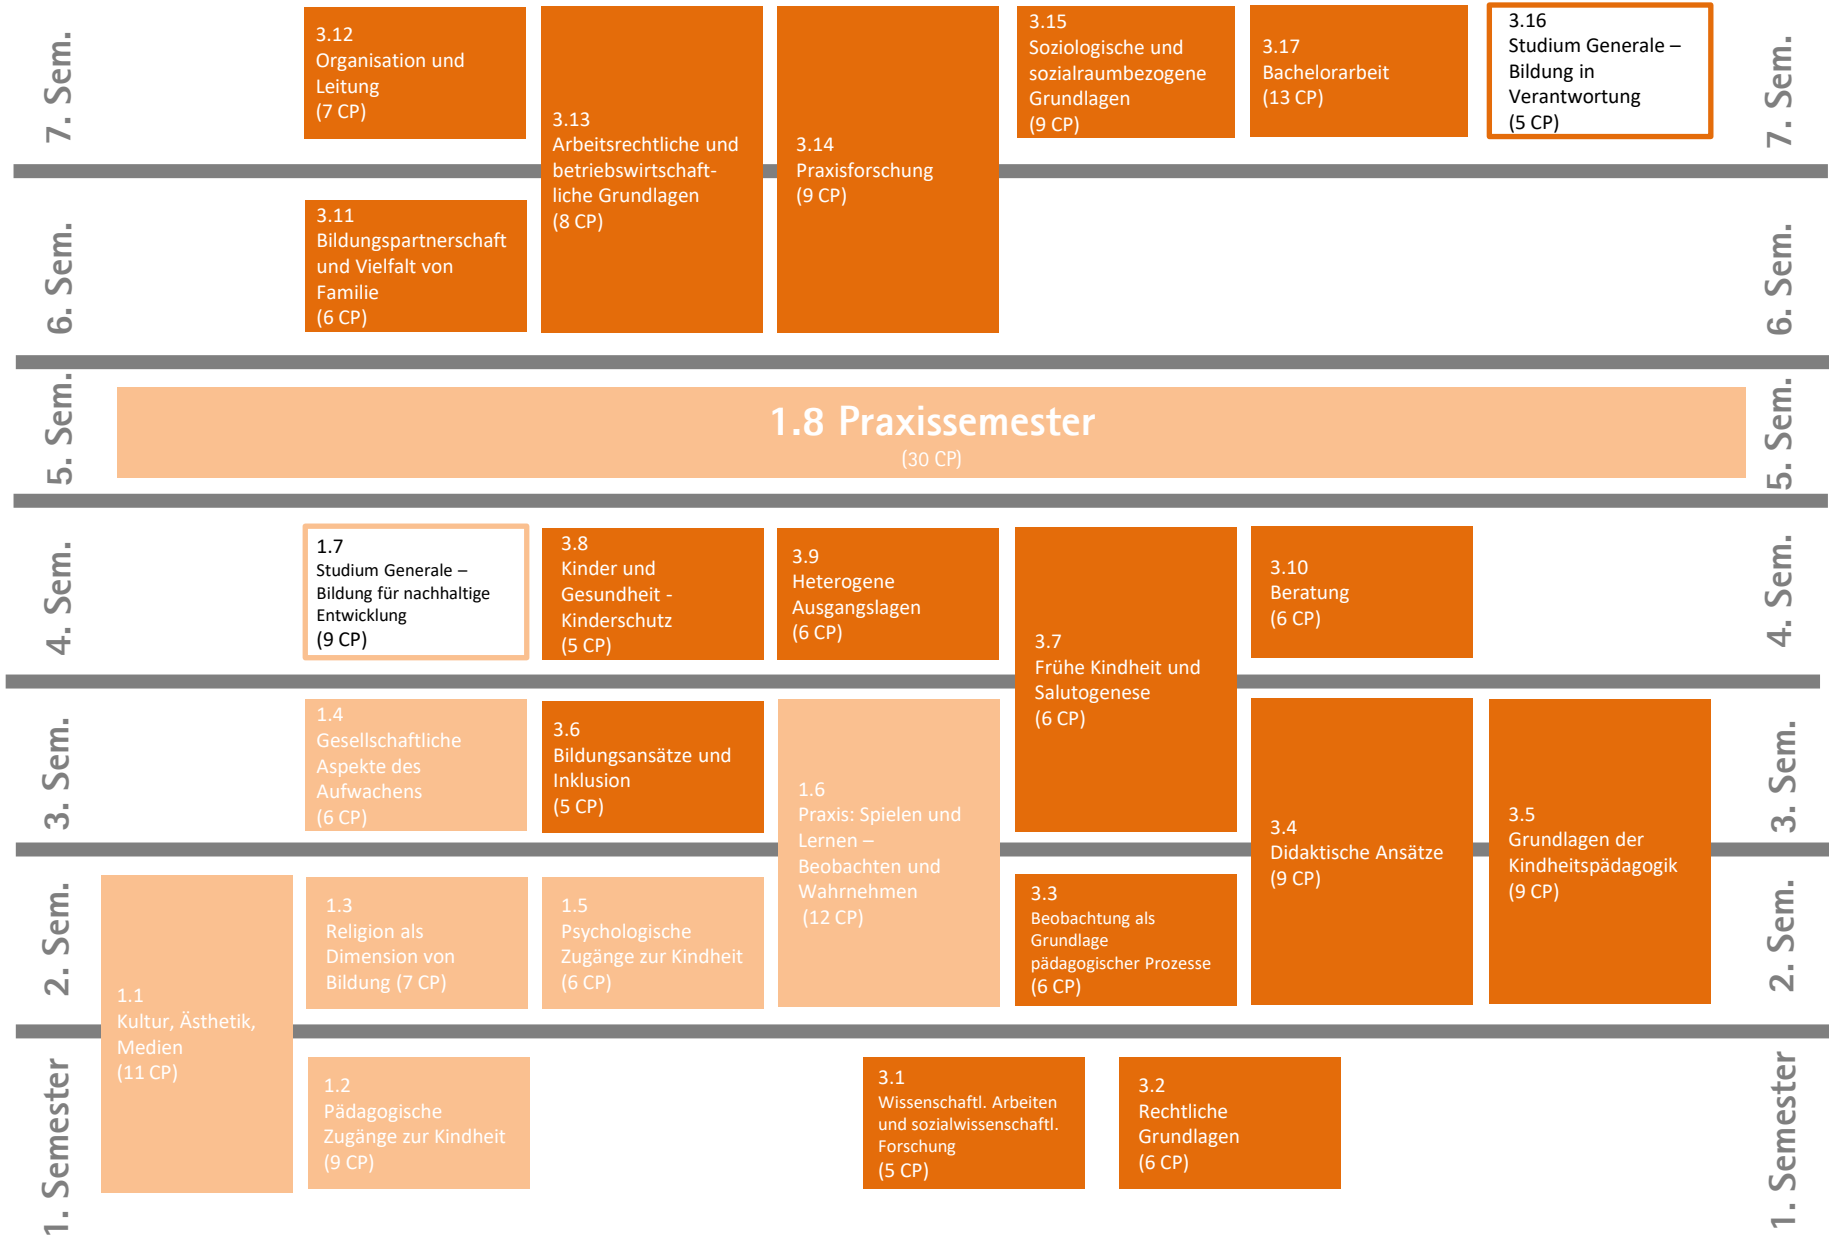 7. Sem.
3.12
Organisation und
Leitung
(7 CP)
3.13
Arbeitsrechtliche und
betriebswirtschaft-
liche Grundlagen
(8 CP)
3.14
Praxisforschung
(9 CP)
3.15
Soziologische und
sozialraumbezogene
Grundlagen
(9 CP)
3.17
Bachelorarbeit
(13 CP)
3.16
Studium Generale –
Bildung in
Verantwortung
(5 CP)
7. Sem.
6. Sem.
3.11
Bildungspartnerschaft
und Vielfalt von
Familie
(6 CP)
6. Sem.
5. Sem.
1.8 Praxissemester
(30 CP)
5. Sem.
4. Sem.
1.7
Studium Generale –
Bildung für nachhaltige
Entwicklung
(9 CP)
3.8
Kinder und
Gesundheit -
Kinderschutz
(5 CP)
3.9
Heterogene
Ausgangslagen
(6 CP)
3.7
Frühe Kindheit und
Salutogenese
(6 CP)
3.10
Beratung
(6 CP)
4. Sem.
3. Sem.
1.4
Gesellschaftliche
Aspekte des
Aufwachens
(6 CP)
3.6
Bildungsansätze und
Inklusion
(5 CP)
1.6
Praxis: Spielen und
Lernen –
Beobachten und
Wahrnehmen
(12 CP)
3.4
Didaktische Ansätze
(9 CP)
3.5
Grundlagen der
Kindheitspädagogik
(9 CP)
3. Sem.
2. Sem.
1.1
Kultur, Ästhetik,
Medien
(11 CP)
1.3
Religion als
Dimension von
Bildung (7 CP)
1.5
Psychologische
Zugänge zur Kindheit
(6 CP)
3.3
Beobachtung als
Grundlage
pädagogischer Prozesse
(6 CP)
2. Sem.
1. Semester
1.2
Pädagogische
Zugänge zur Kindheit
(9 CP)
3.1
Wissenschaftl. Arbeiten
und sozialwissenschaftl.
Forschung
(5 CP)
3.2
Rechtliche
Grundlagen
(6 CP)
1. Semester